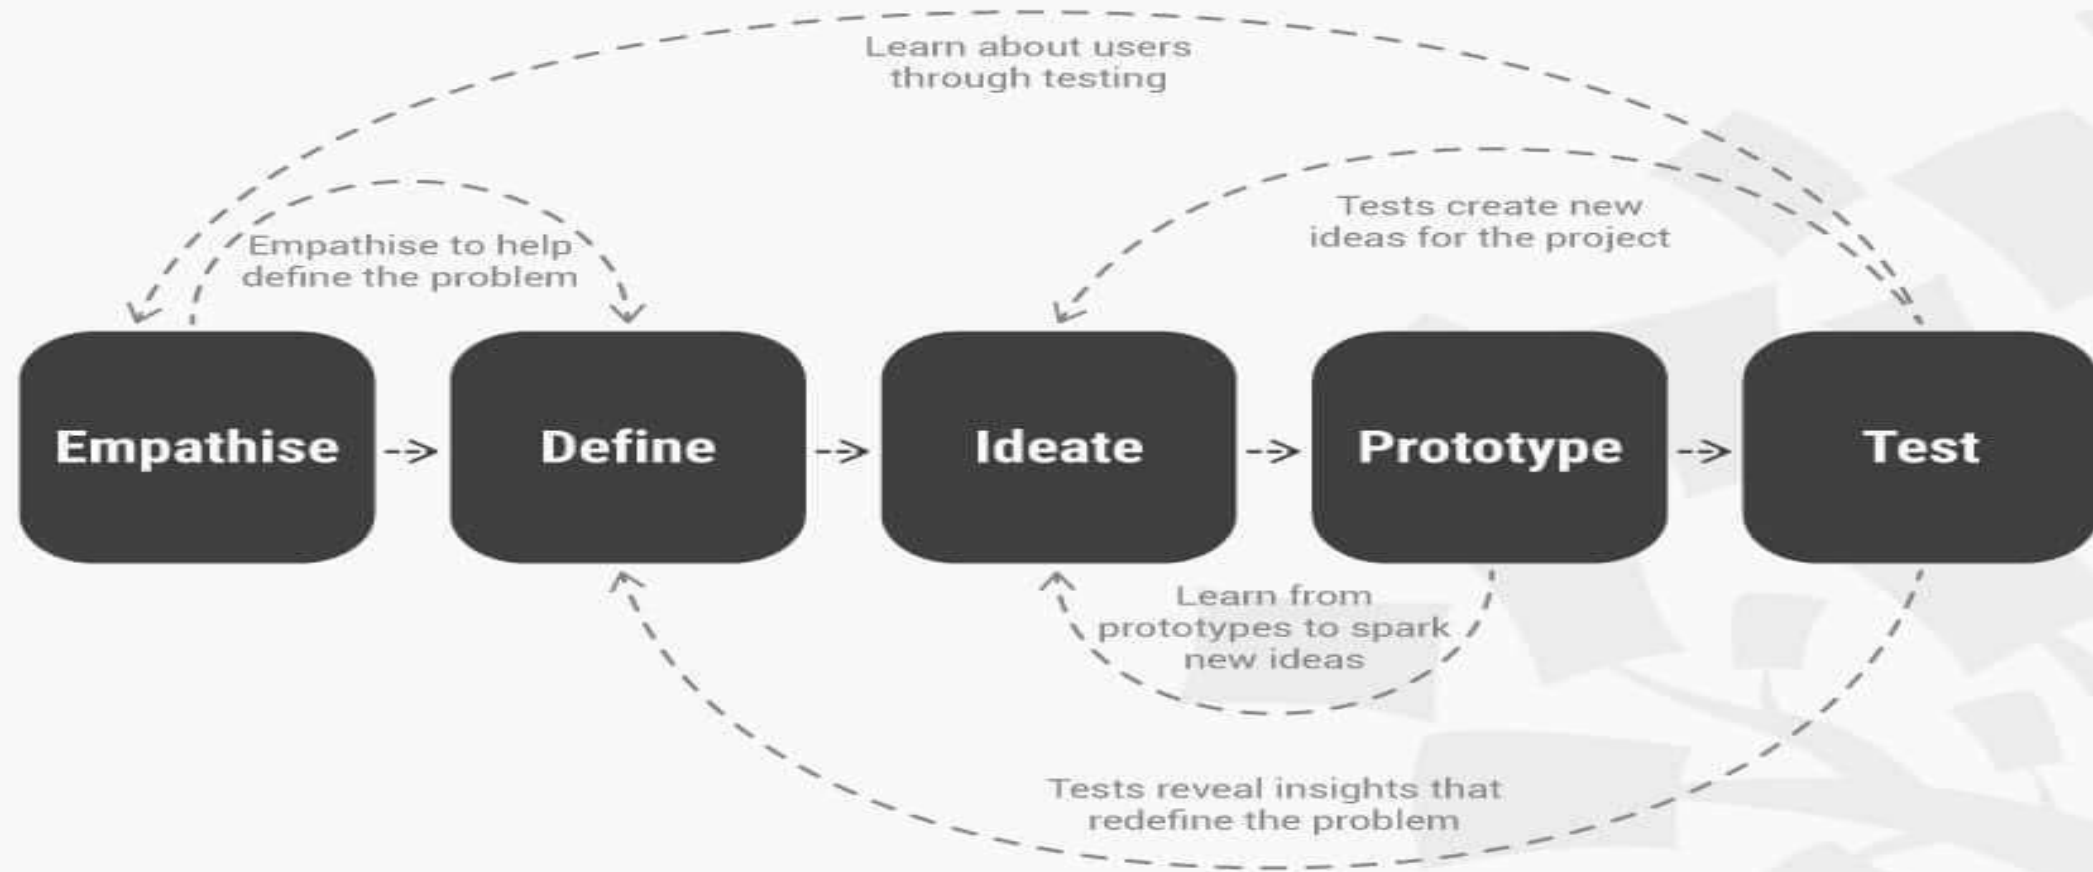 Learn about users
through testing
Tests create new
ideas for the project
Empathise to help
define the problem
Empathise
Define
Ideate
Prototype
Test
Learn from
prototypes to spark
new ideas
Tests reveal insights that
redefine the problem